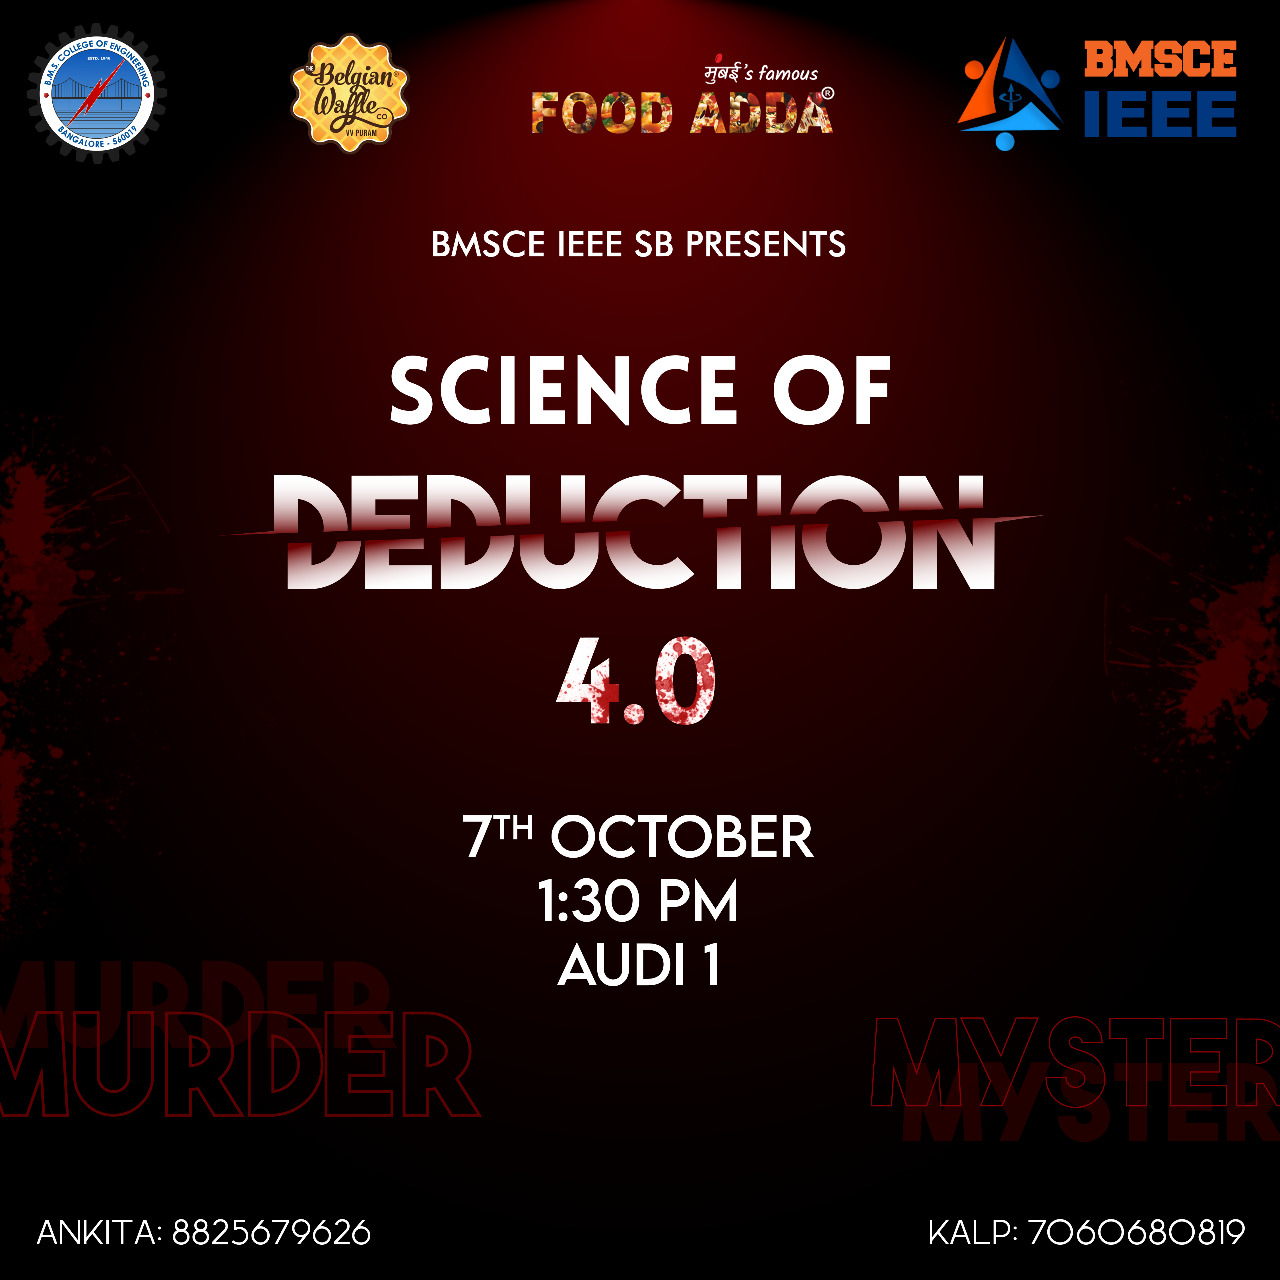 B.M.S. COLLEGE OF ENGINEERING
ESTD. 1946
BANGALORE - 560019
THE
Belgian®
Waffle
CO
VV PURAM
मुंबई's famous
FOOD ADDA®
BMSCE
IEEE
BMSCE IEEE SB PRESENTS
SCIENCE OF
DEDUCTION
4.0
7TH OCTOBER
1:30 PM
AUDI 1
MURDER
MURDER
MYSTER
MYSTER
ANKITA: 8825679626
KALP: 7060680819